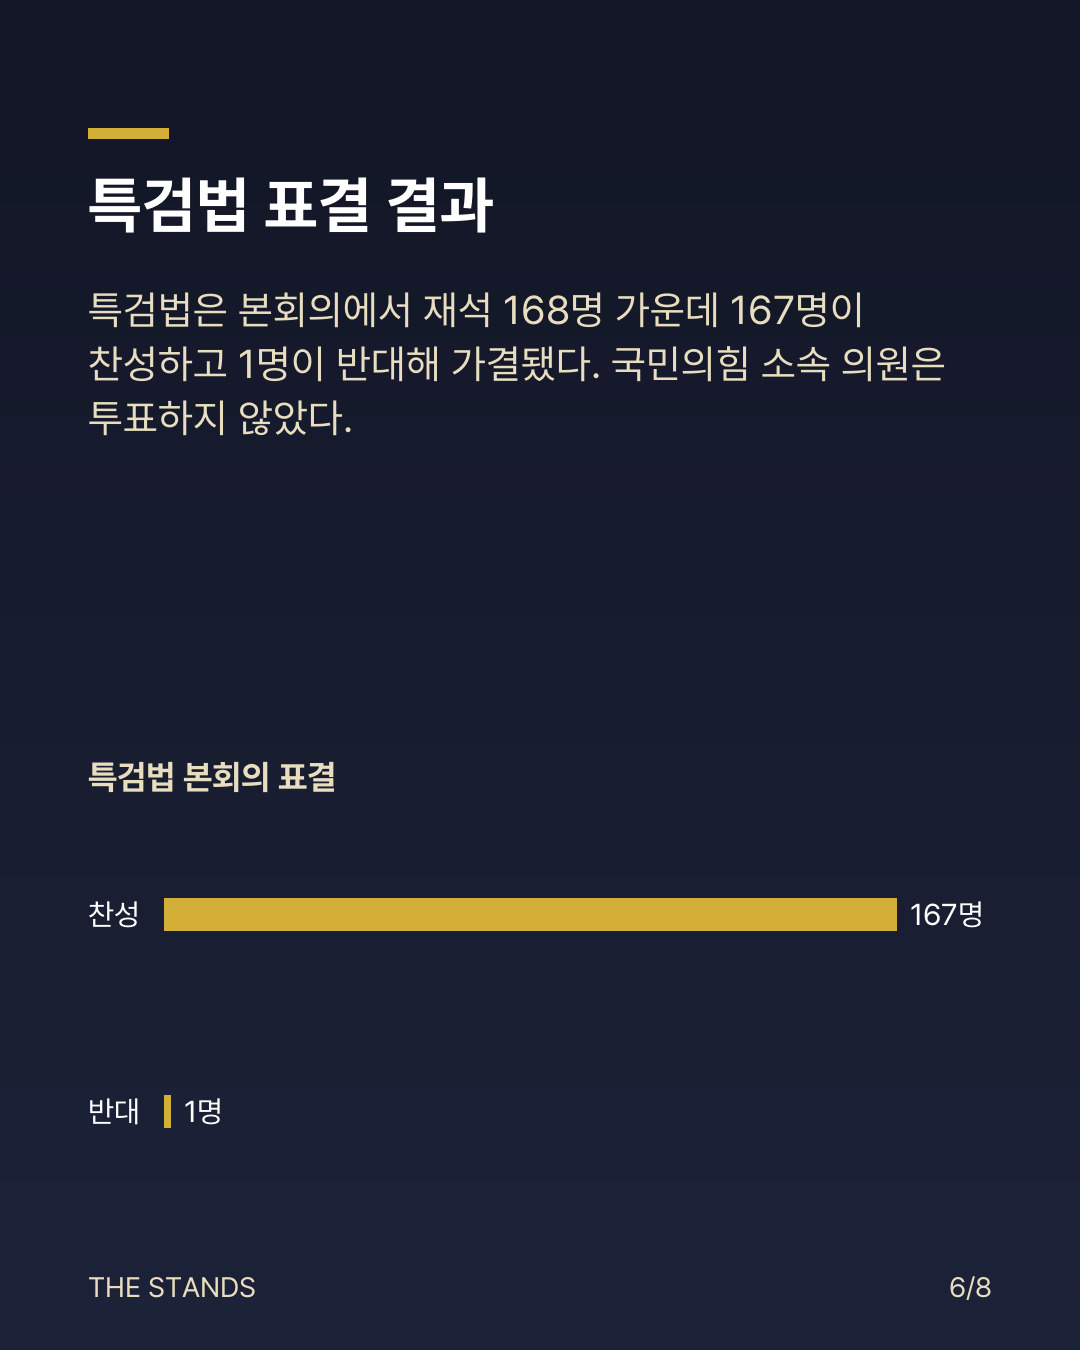 특검법 표결 결과
특검법은 본회의에서 재석 168명 가운데 167명이
찬성하고 1명이 반대해 가결됐다. 국민의힘 소속 의원은
투표하지 않았다.
특검법 본회의 표결
찬성 167명
반대 1명
THE STANDS 6/8